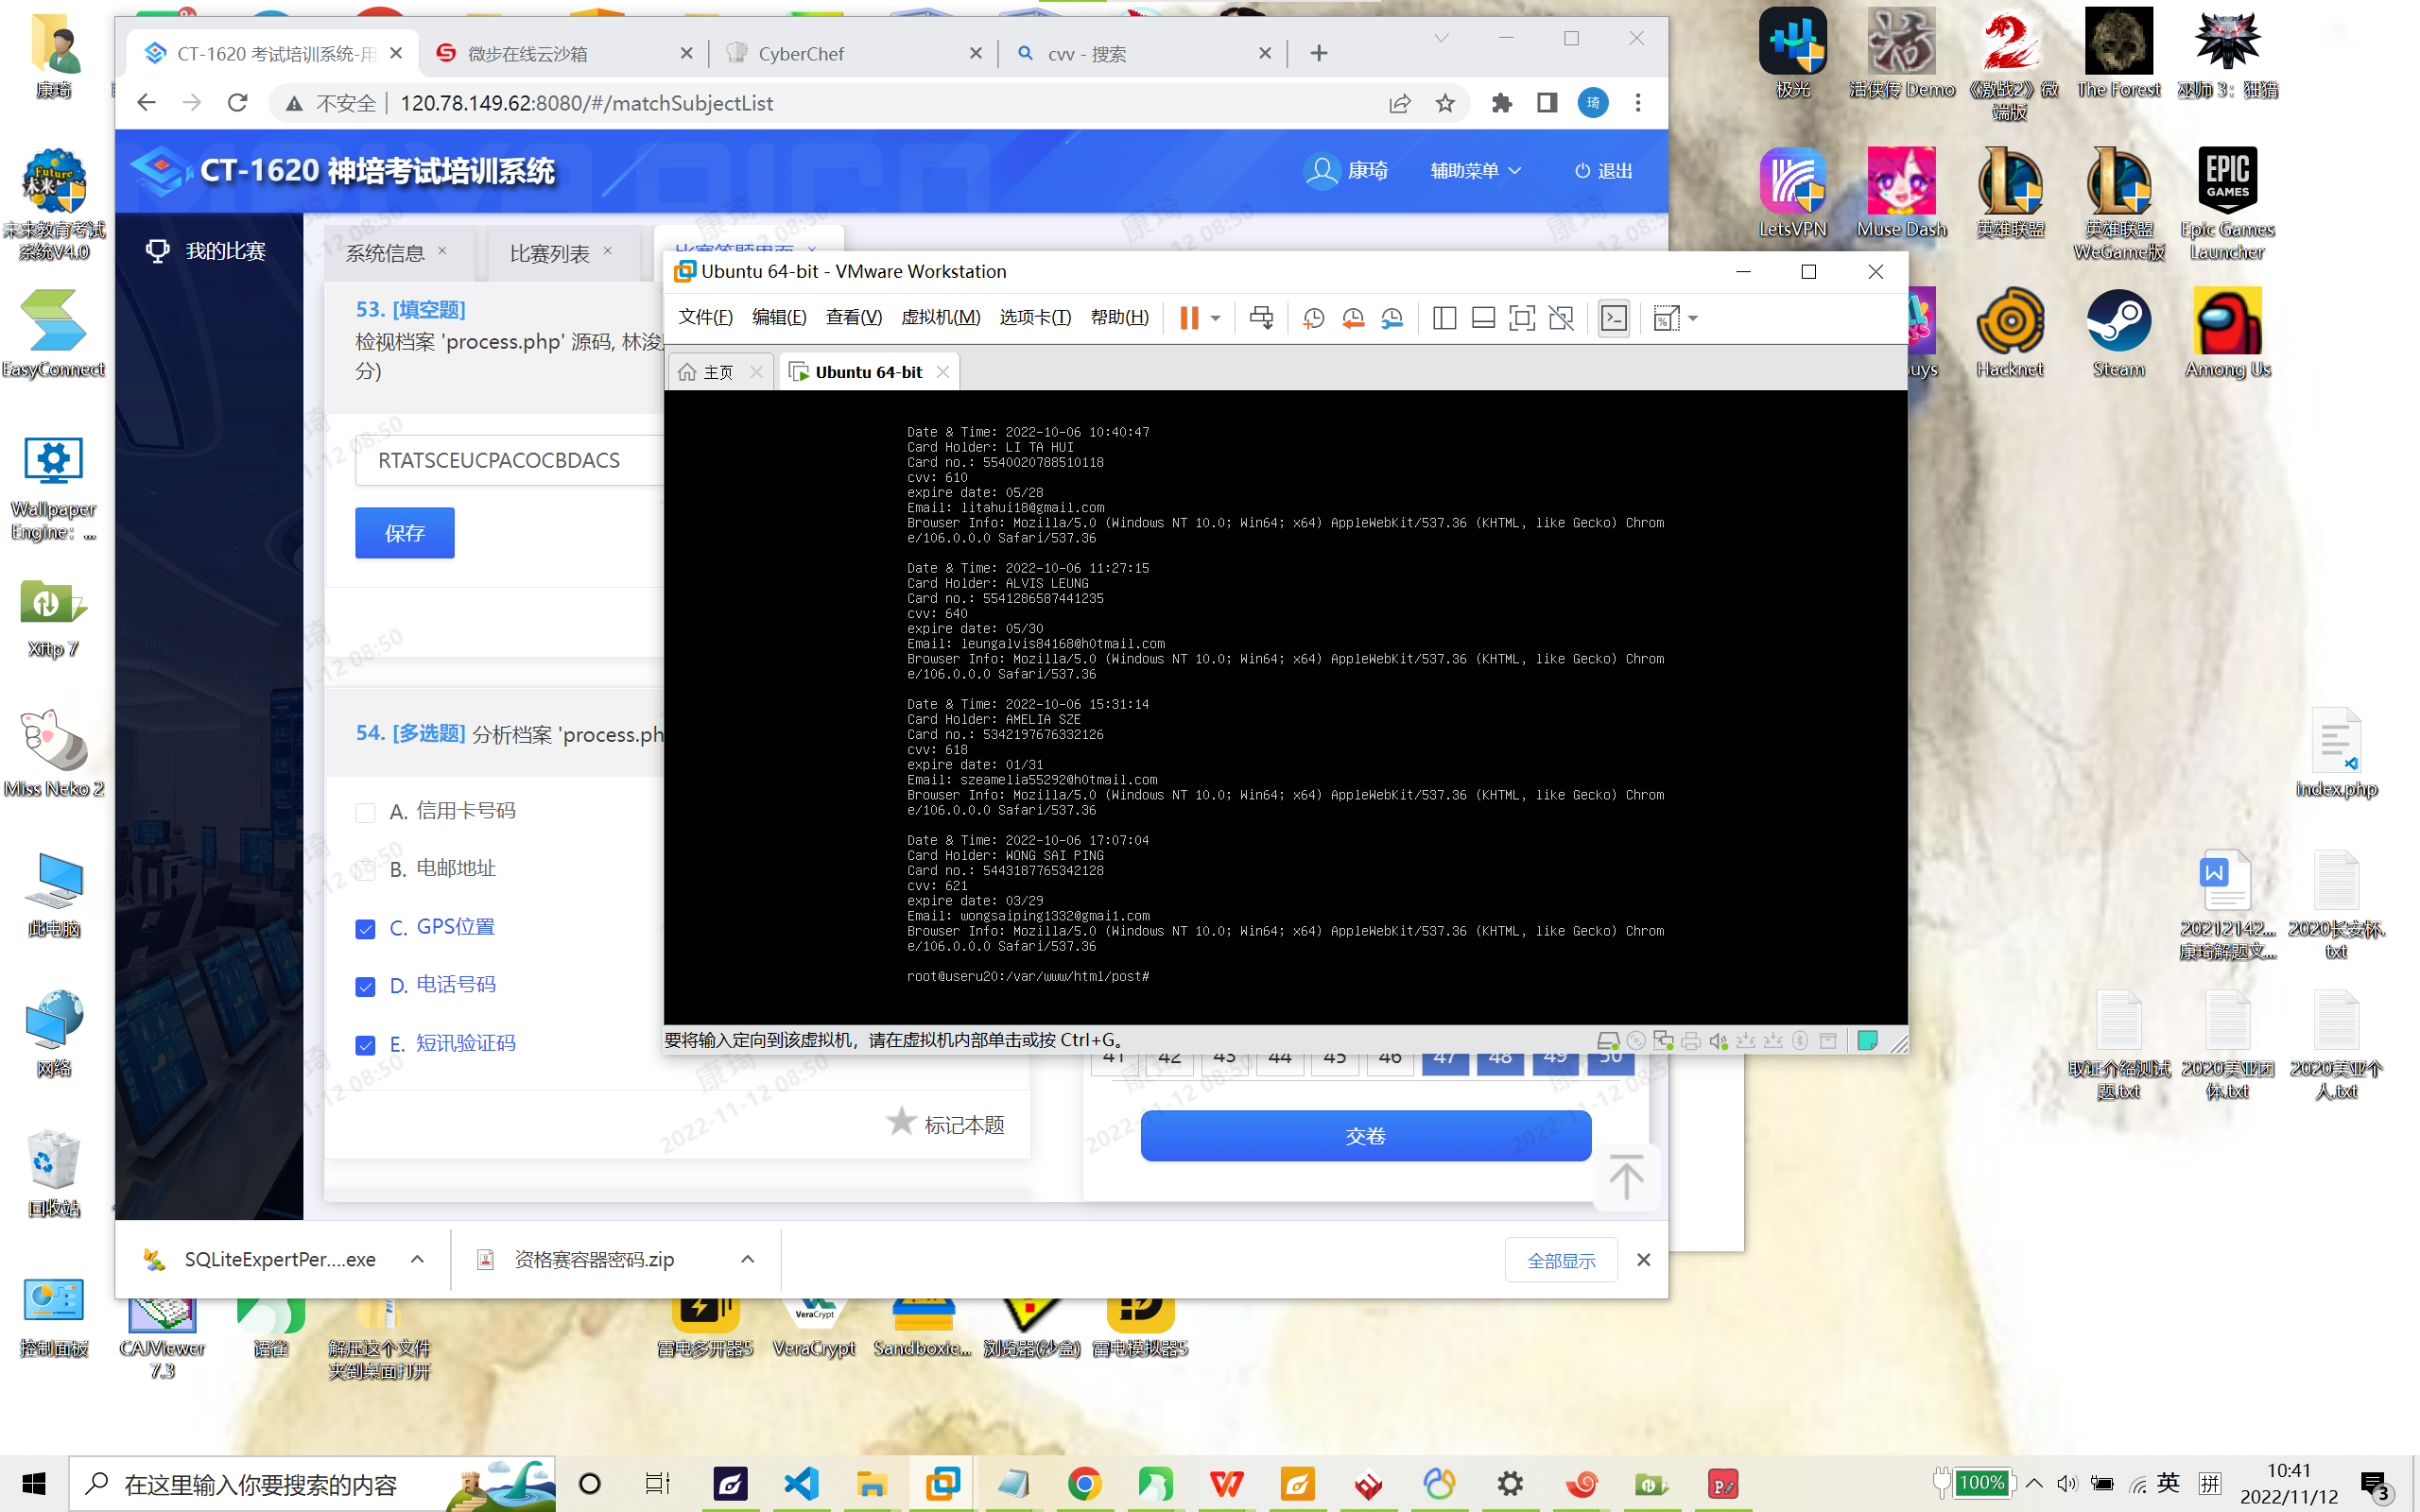 CT-1620 考试培训系统-用
微步在线云沙箱
CyberChef
cvv - 搜索
不安全
120.78.149.62:8080/#/matchSubjectList
CT-1620 神培考试培训系统
康琦
辅助菜单
退出
我的比赛
系统信息
比赛列表
比赛答题界面
53. [填空题]
检视档案 'process.php' 源码, 林浚
分)
RTATSCEUCPACOCBDACS
保存
54. [多选题] 分析档案 'process.ph
A. 信用卡号码
B. 电邮地址
C. GPS位置
D. 电话号码
E. 短讯验证码
标记本题
41 42 43 44 45 46 47 48 49 50
交卷
康琦
2022-11-12 08:50
Ubuntu 64-bit - VMware Workstation
文件(F) 编辑(E) 查看(V) 虚拟机(M) 选项卡(T) 帮助(H)
主页
Ubuntu 64-bit
Date & Time: 2022-10-06 10:40:47
Card Holder: LI TA HUI
Card no.: 5540020788510118
cvv: 610
expire date: 05/28
Email: litahui18@gmail.com
Browser Info: Mozilla/5.0 (Windows NT 10.0; Win64; x64) AppleWebKit/537.36 (KHTML, like Gecko) Chrom
e/106.0.0.0 Safari/537.36
Date & Time: 2022-10-06 11:27:15
Card Holder: ALVIS LEUNG
Card no.: 5541286587441235
cvv: 640
expire date: 05/30
Email: leungalvis84168@h0tmail.com
Browser Info: Mozilla/5.0 (Windows NT 10.0; Win64; x64) AppleWebKit/537.36 (KHTML, like Gecko) Chrom
e/106.0.0.0 Safari/537.36
Date & Time: 2022-10-06 15:31:14
Card Holder: AMELIA SZE
Card no.: 5342197676332126
cvv: 618
expire date: 01/31
Email: szeamelia55292@h0tmail.com
Browser Info: Mozilla/5.0 (Windows NT 10.0; Win64; x64) AppleWebKit/537.36 (KHTML, like Gecko) Chrom
e/106.0.0.0 Safari/537.36
Date & Time: 2022-10-06 17:07:04
Card Holder: WONG SAI PING
Card no.: 5443187765342128
cvv: 621
expire date: 03/29
Email: wongsaiping1332@gmai1.com
Browser Info: Mozilla/5.0 (Windows NT 10.0; Win64; x64) AppleWebKit/537.36 (KHTML, like Gecko) Chrom
e/106.0.0.0 Safari/537.36
root@useru20:/var/www/html/post#
要将输入定向到该虚拟机，请在虚拟机内部单击或按 Ctrl+G。
SQLiteExpertPer....exe
资格赛容器密码.zip
全部显示
康琦
未来教育考试
系统V4.0
EasyConnect
Wallpaper
Engine：...
Xftp 7
Miss Neko 2
此电脑
网络
回收站
控制面板
CAJViewer
7.3
语雀
解压这个文件
夹到桌面打开
雷电多开器5
VeraCrypt
Sandboxie...
浏览器(沙盒)
雷电模拟器5
极光
活侠传 Demo
《激战2》微
端版
The Forest
巫师 3：狂猎
LetsVPN
Muse Dash
英雄联盟
英雄联盟
WeGame版
EPIC
GAMES
Epic Games
Launcher
uys
Hacknet
Steam
Among Us
index.php
20212142...
康琦解题文...
2020长安杯.
txt
取证介绍测试
题.txt
2020美亚团
体.txt
2020美亚个
人.txt
在这里输入你要搜索的内容
100%
英
拼
10:41
2022/11/12
3